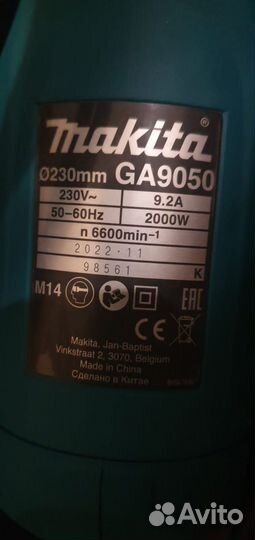 makita®
Ø230mm GA9050
230V~ 9.2A
50-60Hz 2000W
n 6600min⁻¹
2022.11
98561 K
M14 CE EAC
Makita, Jan-Baptist
Vinkstraat 2, 3070, Belgium
Made in China
Сделано в Китае
Avito